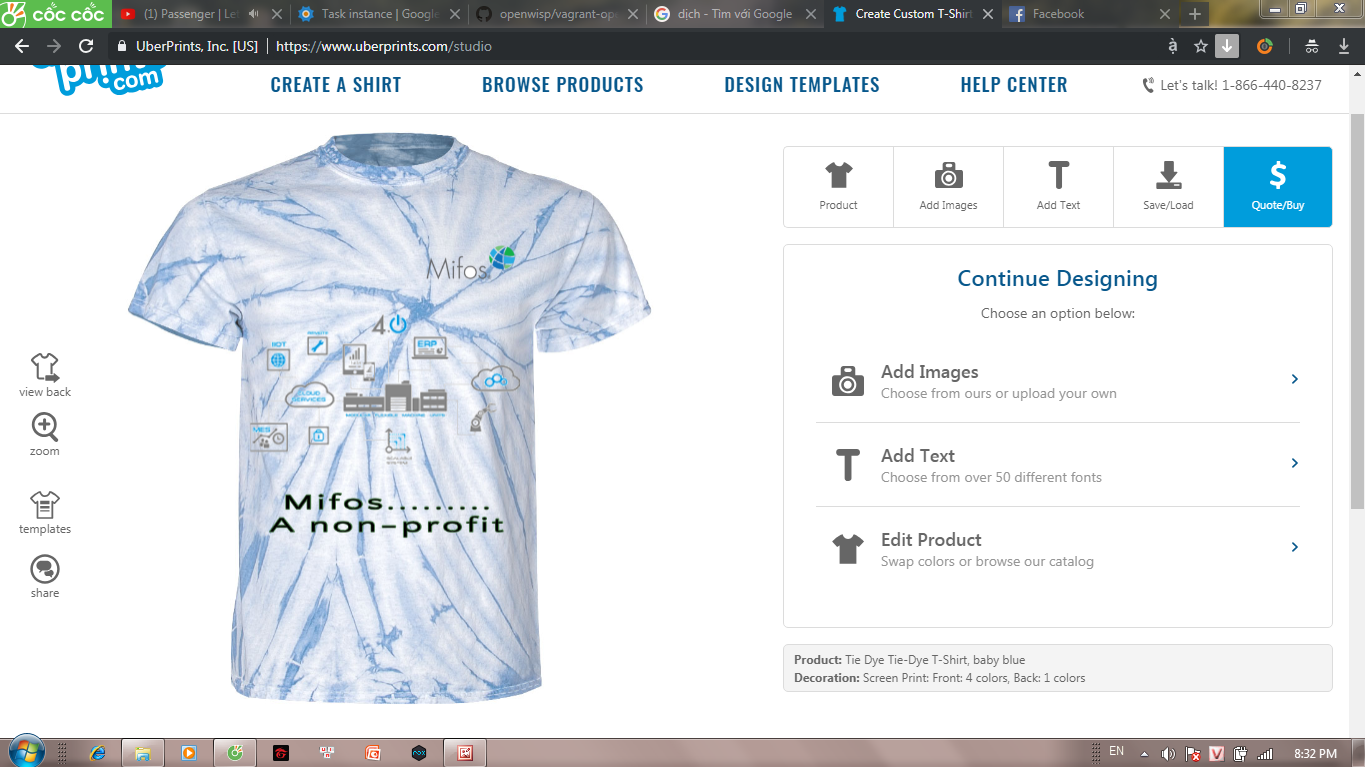 cốc cốc
(1) Passenger | Le
Task instance | Google
openwisp/vagrant-op
dịch - Tìm với Google
Create Custom T-Shirt
Facebook
UberPrints, Inc. [US] | https://www.uberprints.com/studio
.com
CREATE A SHIRT
BROWSE PRODUCTS
DESIGN TEMPLATES
HELP CENTER
Let's talk! 1-866-440-8237
Product
Add Images
Add Text
Save/Load
Quote/Buy
Mifos
4.0
IIOT
ERP
CLOUD SERVICES
MES
SCALABLE
SYSTEM
Mifos.........
A non-profit
view back
zoom
templates
share
Continue Designing
Choose an option below:
Add Images
Choose from ours or upload your own
Add Text
Choose from over 50 different fonts
Edit Product
Swap colors or browse our catalog
Product: Tie Dye Tie-Dye T-Shirt, baby blue
Decoration: Screen Print: Front: 4 colors, Back: 1 colors
EN
8:32 PM